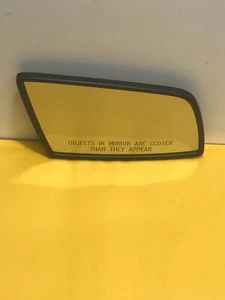 OBJECTS IN MIRROR ARE CLOSER
THAN THEY APPEAR